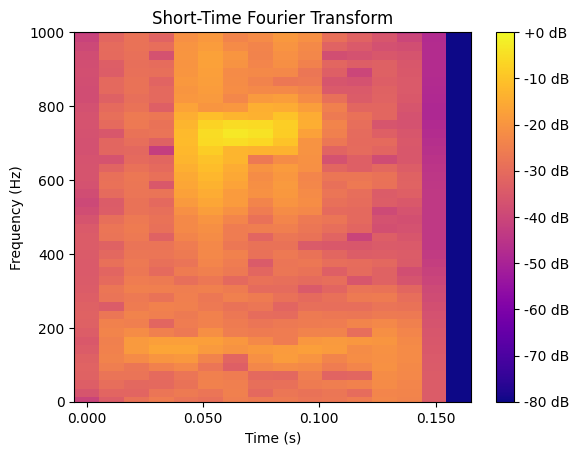 Short-Time Fourier Transform
1000
800
600
400
200
0
Frequency (Hz)
0.000
0.050
0.100
0.150
Time (s)
+0 dB
-10 dB
-20 dB
-30 dB
-40 dB
-50 dB
-60 dB
-70 dB
-80 dB